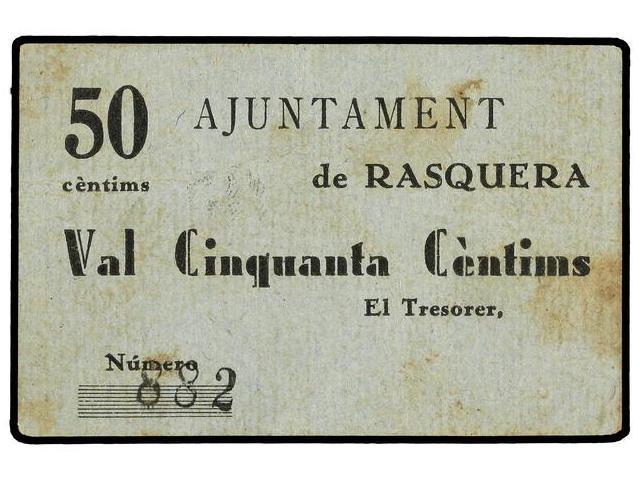 50 AJUNTAMENT
cèntims de RASQUERA
Val Cinquanta Cèntims
El Tresorer,
Número
882